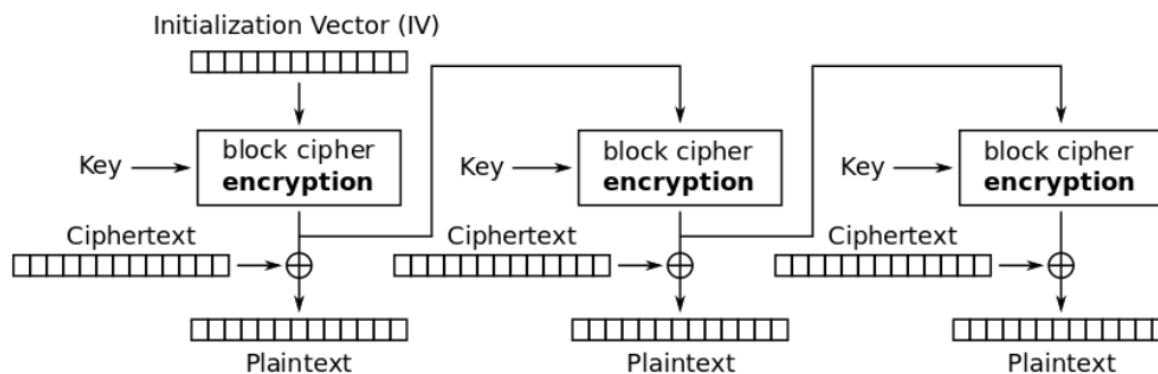 Initialization Vector (IV)
Key
block cipher
encryption
Key
block cipher
encryption
Key
block cipher
encryption
Ciphertext
Ciphertext
Ciphertext
Plaintext
Plaintext
Plaintext